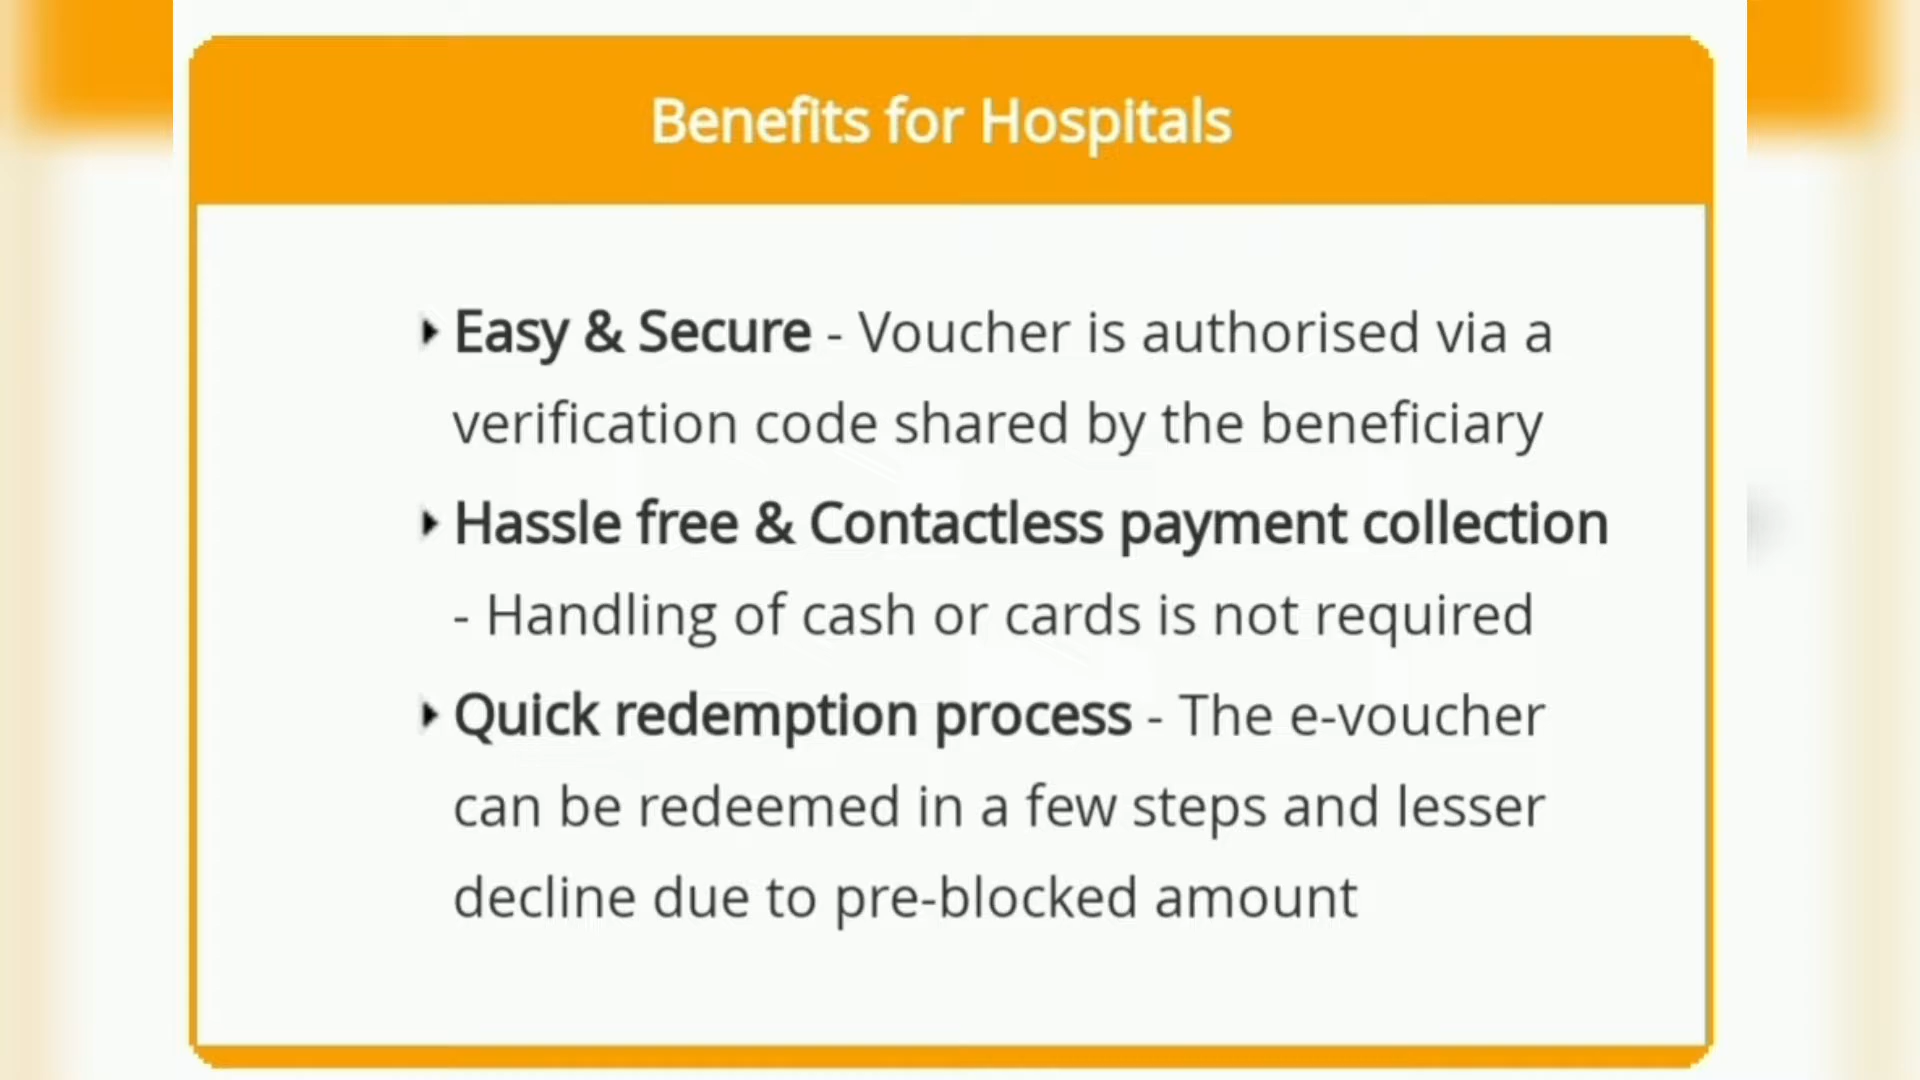 Benefits for Hospitals
Easy & Secure - Voucher is authorised via a
verification code shared by the beneficiary
Hassle free & Contactless payment collection
- Handling of cash or cards is not required
Quick redemption process - The e-voucher
can be redeemed in a few steps and lesser
decline due to pre-blocked amount